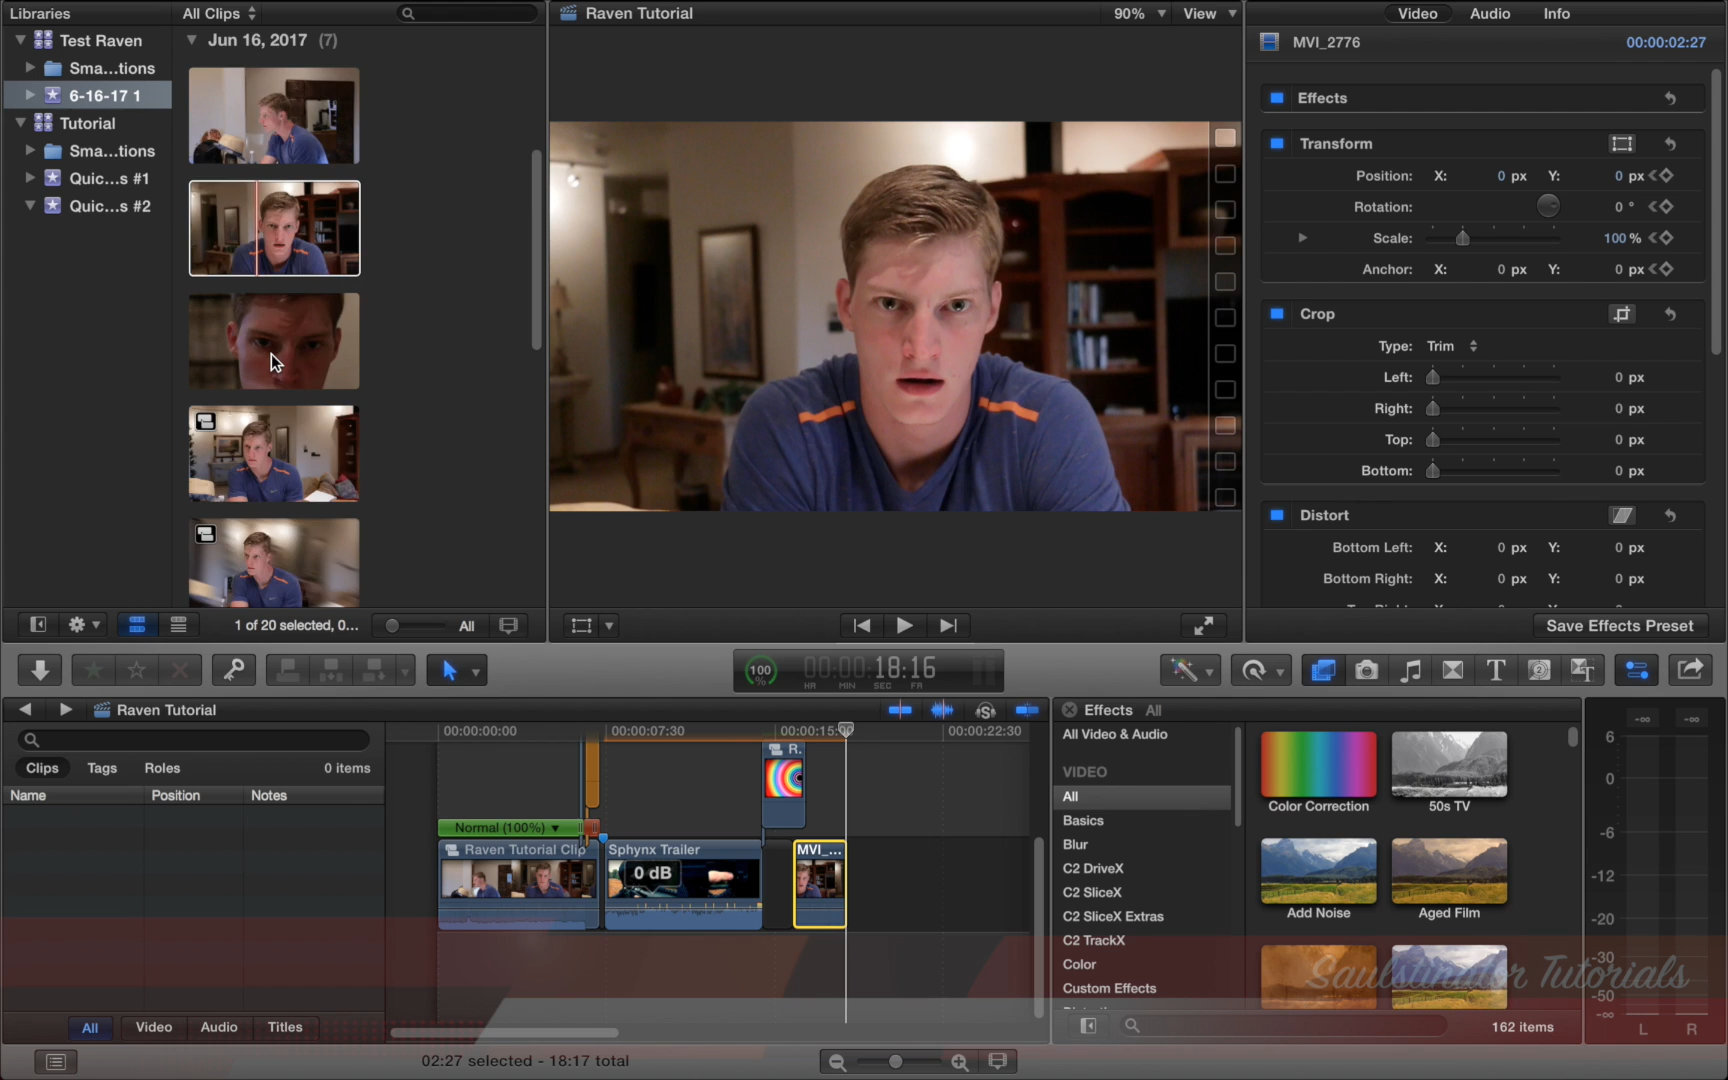 Libraries
All Clips
Raven Tutorial
90%
View
Video
Audio
Info
Test Raven
Sma...tions
6-16-17 1
Tutorial
Sma...tions
Quic...s #1
Quic...s #2
Jun 16, 2017 (7)
MVI_2776
00:00:02:27
Effects
Transform
Position: X: 0 px Y: 0 px
Rotation: 0 °
Scale: 100 %
Anchor: X: 0 px Y: 0 px
Crop
Type: Trim
Left: 0 px
Right: 0 px
Top: 0 px
Bottom: 0 px
Distort
Bottom Left: X: 0 px Y: 0 px
Bottom Right: X: 0 px Y: 0 px
1 of 20 selected, 0...
All
Save Effects Preset
100 %
00:00:18:16
HR MIN SEC FR
Raven Tutorial
Clips
Tags
Roles
0 items
Name
Position
Notes
00:00:00:00
00:00:07:30
00:00:15:00
00:00:22:30
R.
Normal (100%)
Raven Tutorial Clip
Sphynx Trailer
MVI_...
0 dB
All
Video
Audio
Titles
02:27 selected - 18:17 total
Effects All
All Video & Audio
VIDEO
All
Basics
Blur
C2 DriveX
C2 SliceX
C2 SliceX Extras
C2 TrackX
Color
Custom Effects
Color Correction
50s TV
Add Noise
Aged Film
162 items
-∞ -∞
6
0
-6
-12
-20
-30
-50
-∞
L R
Saulstinator Tutorials